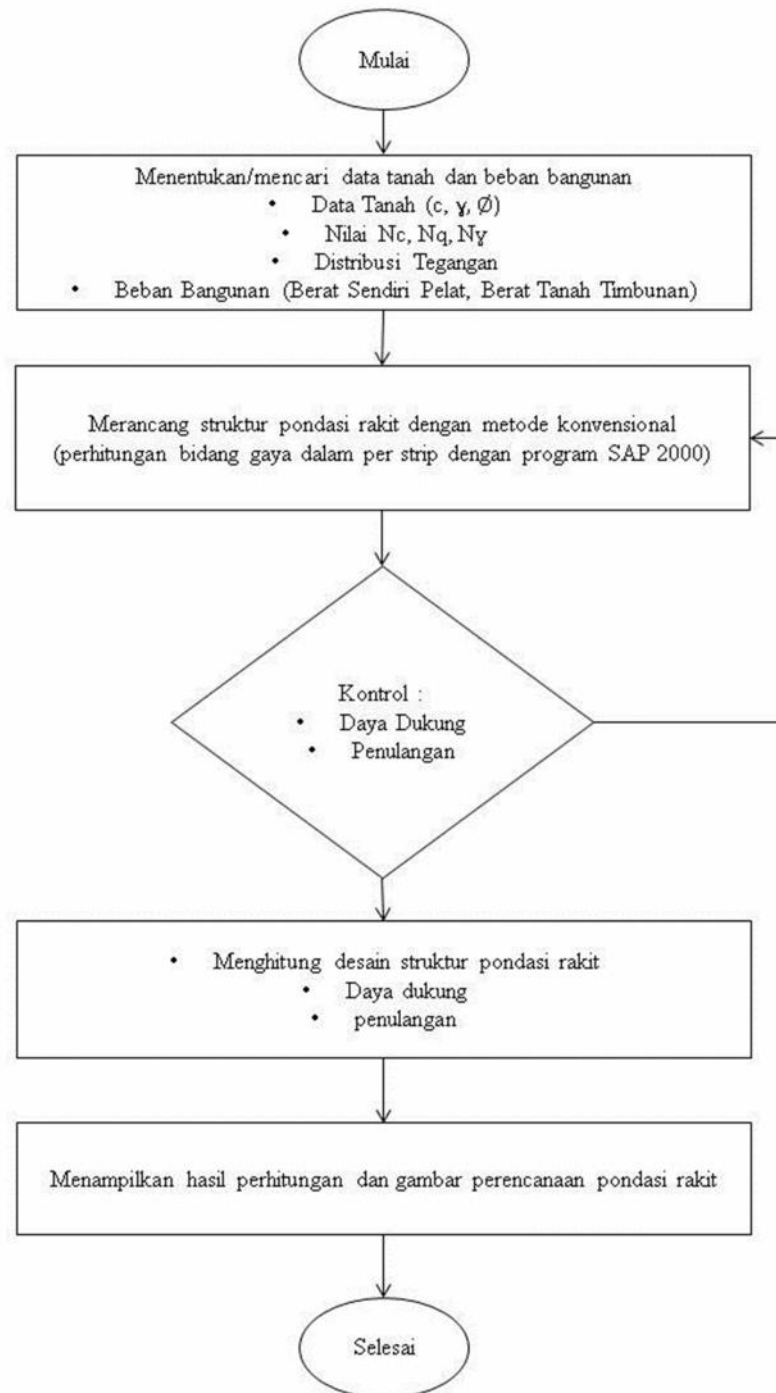 Mulai
Menentukan/mencari data tanah dan beban bangunan
• Data Tanah (c, ɣ, Ø)
• Nilai Nc, Nq, Nɣ
• Distribusi Tegangan
• Beban Bangunan (Berat Sendiri Pelat, Berat Tanah Timbunan)
Merancang struktur pondasi rakit dengan metode konvensional
(perhitungan bidang gaya dalam per strip dengan program SAP 2000)
Kontrol :
• Daya Dukung
• Penulangan
• Menghitung desain struktur pondasi rakit
• Daya dukung
• penulangan
Menampilkan hasil perhitungan dan gambar perencanaan pondasi rakit
Selesai